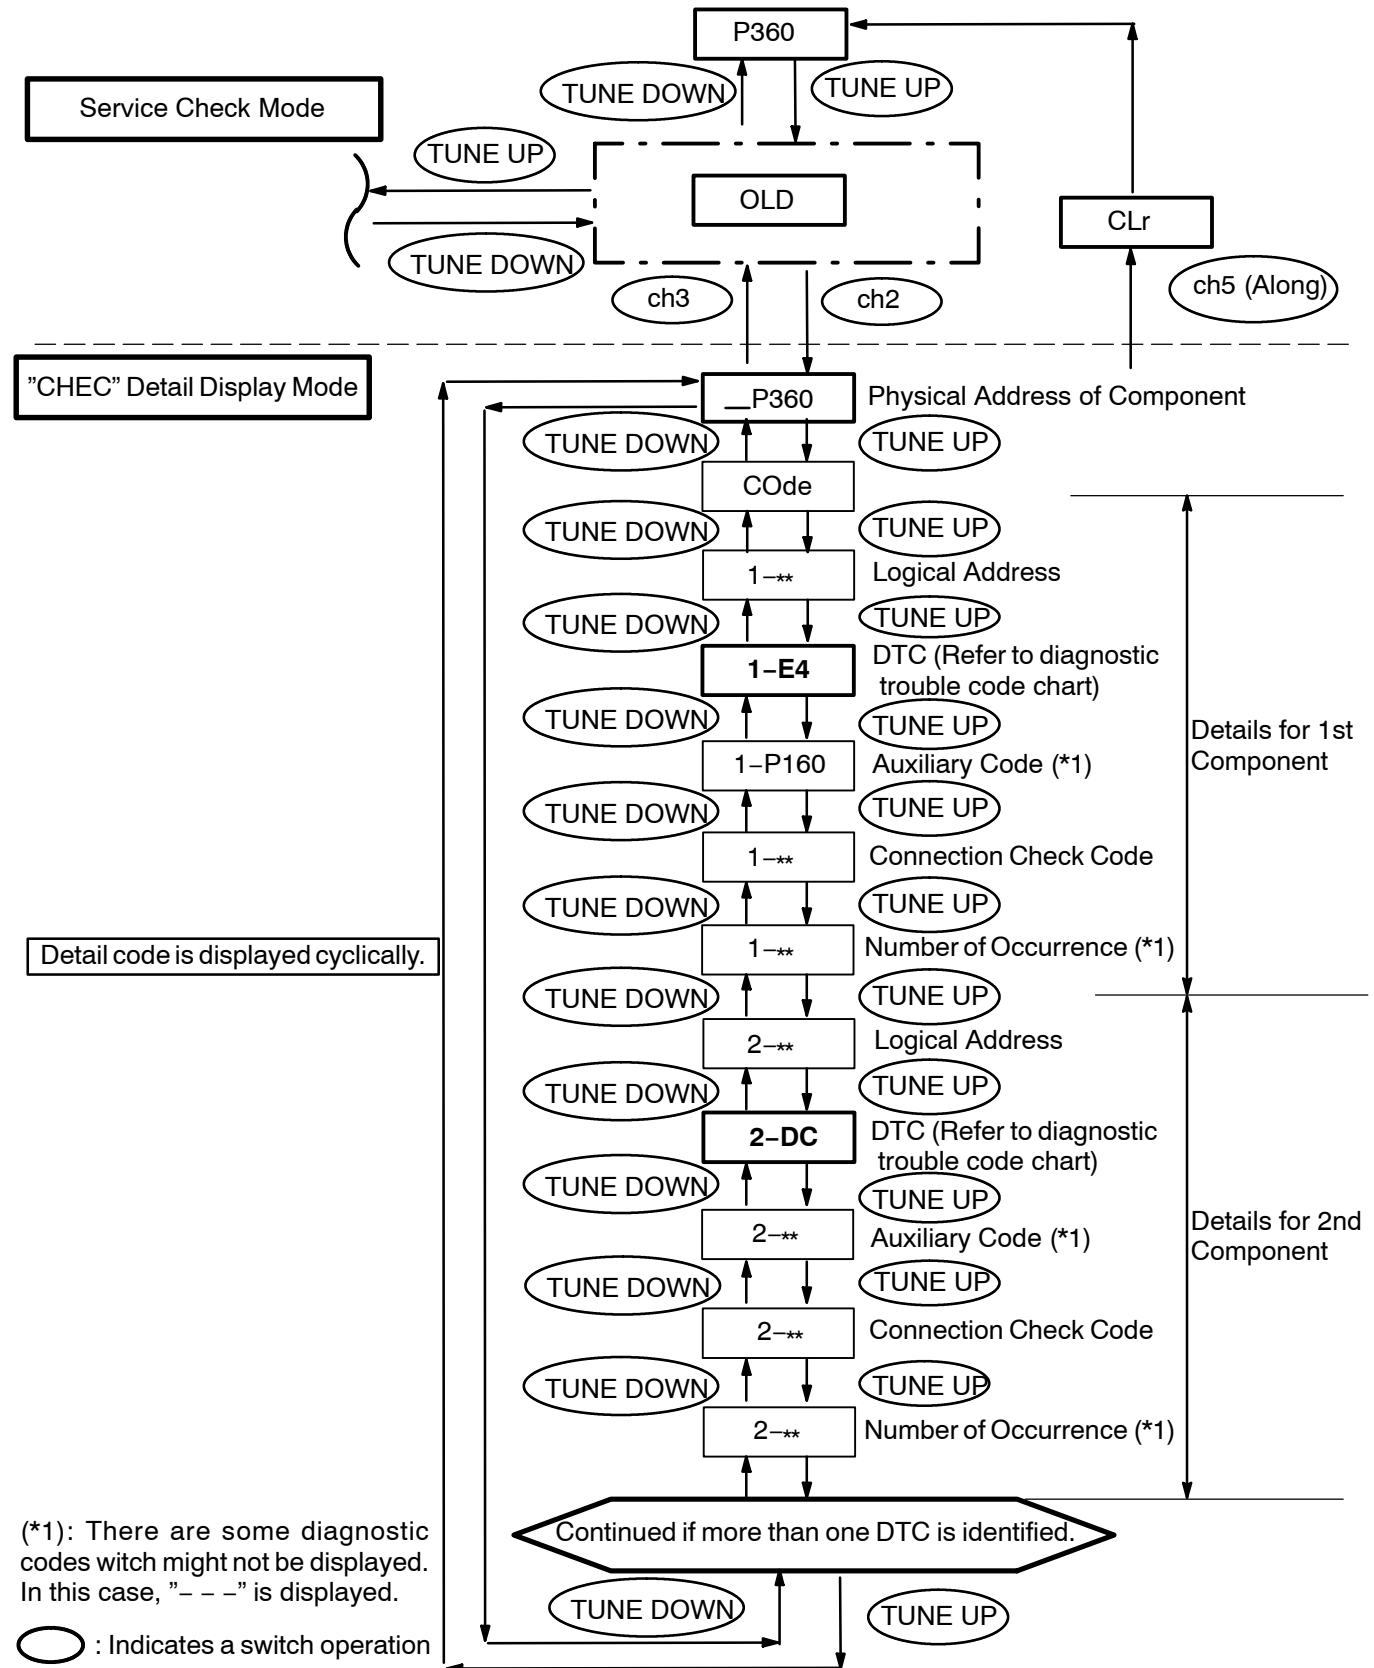 P360
TUNE DOWN
TUNE UP
Service Check Mode
TUNE UP
OLD
CLr
TUNE DOWN
ch3
ch2
ch5 (Along)
”CHEC” Detail Display Mode
__P360
Physical Address of Component
TUNE DOWN
TUNE UP
COde
TUNE DOWN
TUNE UP
1–**
Logical Address
TUNE DOWN
TUNE UP
1–E4
DTC (Refer to diagnostic
trouble code chart)
TUNE DOWN
TUNE UP
Details for 1st
Component
1–P160
Auxiliary Code (*1)
TUNE DOWN
TUNE UP
1–**
Connection Check Code
TUNE DOWN
TUNE UP
Detail code is displayed cyclically.
1–**
Number of Occurrence (*1)
TUNE DOWN
TUNE UP
2–**
Logical Address
TUNE DOWN
TUNE UP
2–DC
DTC (Refer to diagnostic
trouble code chart)
TUNE DOWN
TUNE UP
Details for 2nd
Component
2–**
Auxiliary Code (*1)
TUNE DOWN
TUNE UP
2–**
Connection Check Code
TUNE DOWN
TUNE UP
2–**
Number of Occurrence (*1)
Continued if more than one DTC is identified.
(*1): There are some diagnostic
codes witch might not be displayed.
In this case, ”– – –” is displayed.
TUNE DOWN
TUNE UP
: Indicates a switch operation